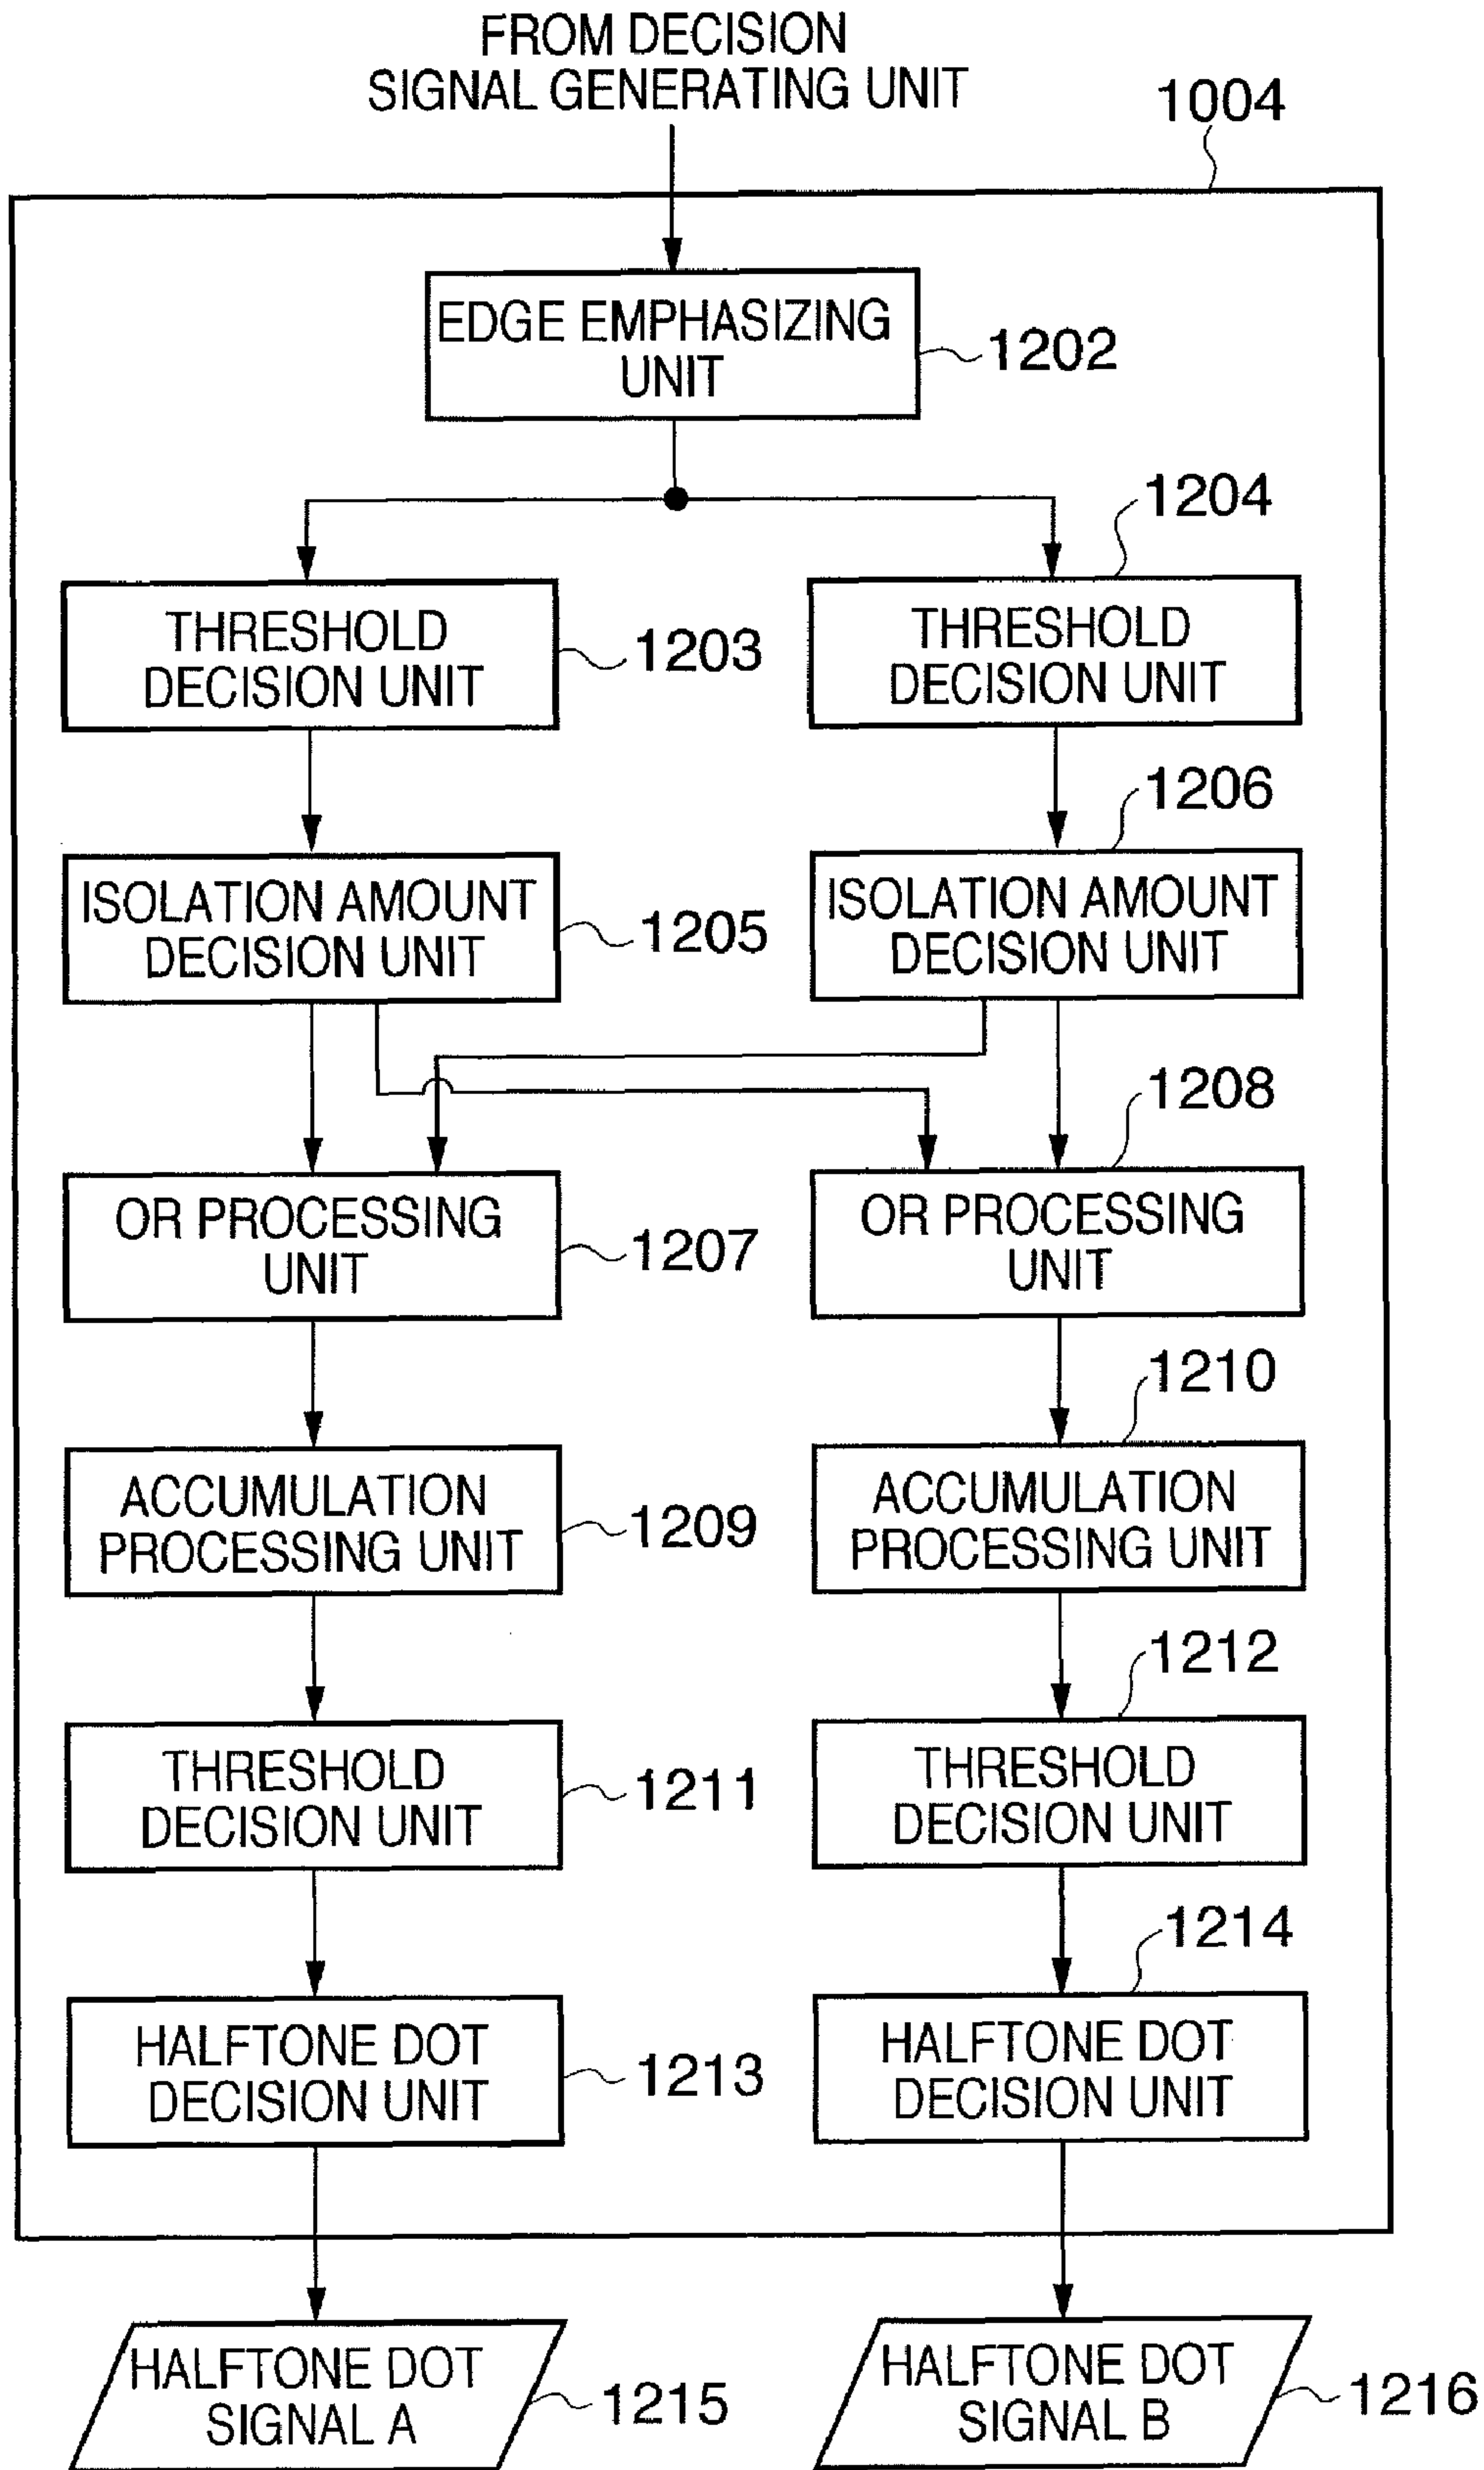 FROM DECISION
SIGNAL GENERATING UNIT
1004
EDGE EMPHASIZING
UNIT
1202
1204
THRESHOLD
DECISION UNIT
1203
THRESHOLD
DECISION UNIT
1206
ISOLATION AMOUNT
DECISION UNIT
1205
ISOLATION AMOUNT
DECISION UNIT
1208
OR PROCESSING
UNIT
1207
OR PROCESSING
UNIT
1210
ACCUMULATION
PROCESSING UNIT
1209
ACCUMULATION
PROCESSING UNIT
1212
THRESHOLD
DECISION UNIT
1211
THRESHOLD
DECISION UNIT
1214
HALFTONE DOT
DECISION UNIT
1213
HALFTONE DOT
DECISION UNIT
HALFTONE DOT
SIGNAL A
1215
HALFTONE DOT
SIGNAL B
1216